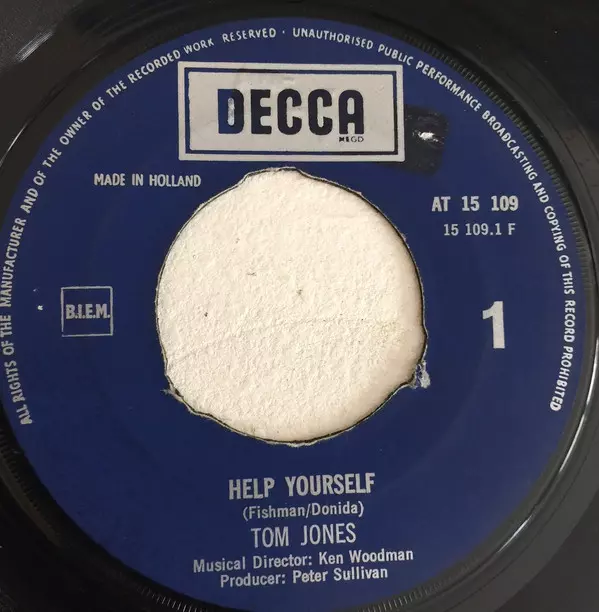 ALL RIGHTS OF THE MANUFACTURER AND OF THE OWNER OF THE RECORDED WORK RESERVED · UNAUTHORISED PUBLIC PERFORMANCE BROADCASTING AND COPYING OF THIS RECORD PROHIBITED
DECCA
REGD
MADE IN HOLLAND
AT 15 109
15 109.1 F
B.I.E.M.
1
HELP YOURSELF
(Fishman/Donida)
TOM JONES
Musical Director: Ken Woodman
Producer: Peter Sullivan